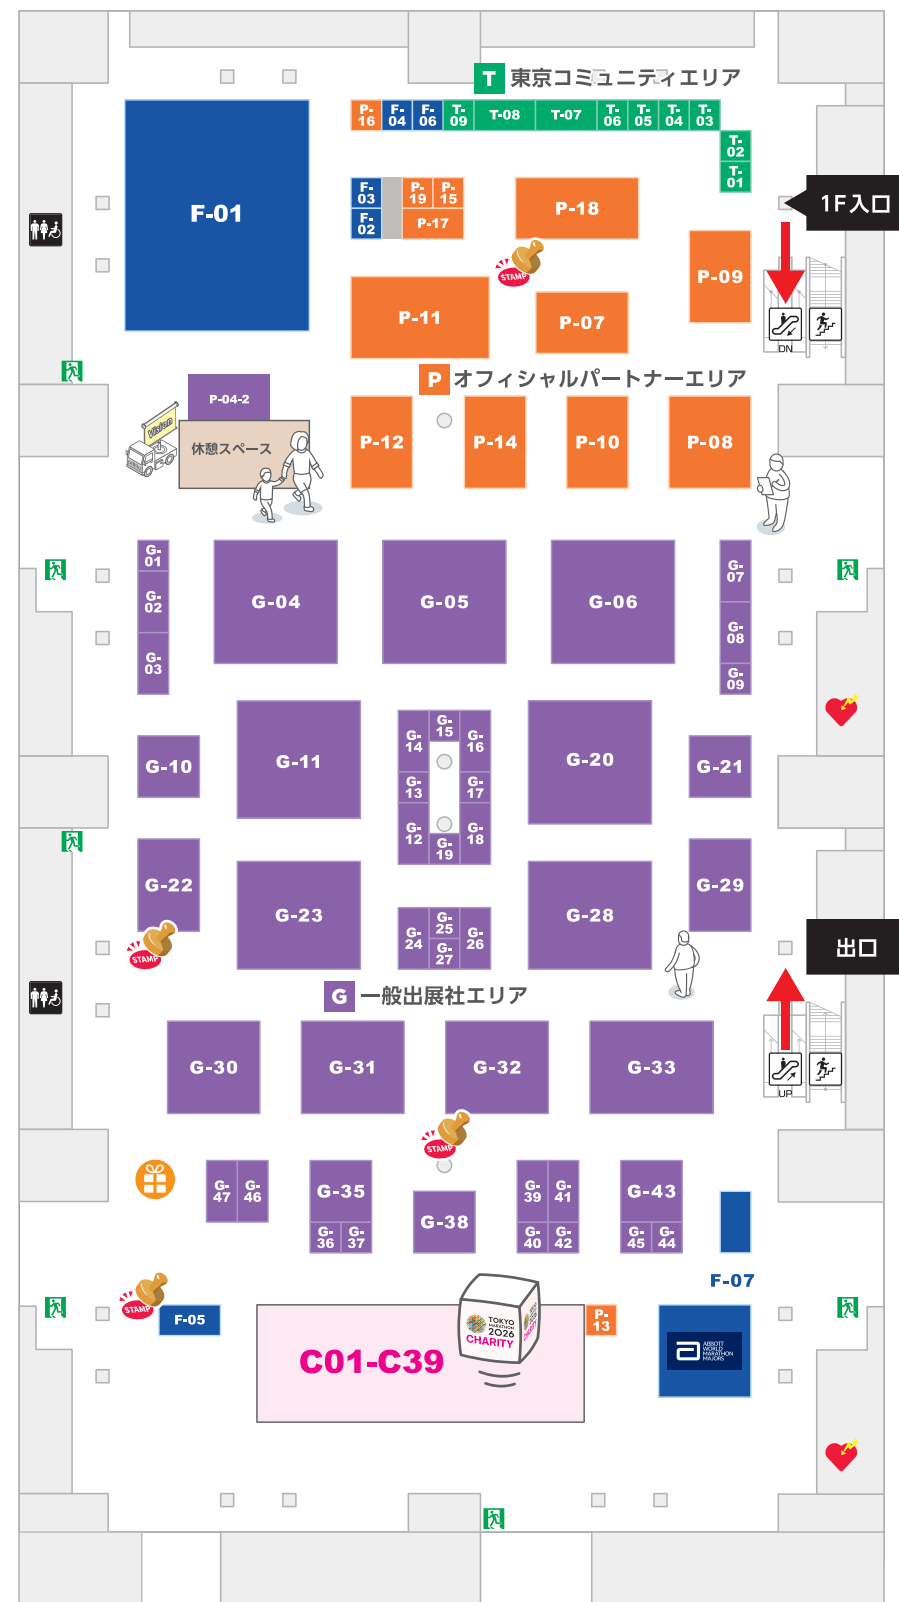 T 東京コミュニティエリア
P-16
F-04
F-06
T-09
T-08
T-07
T-06
T-05
T-04
T-03
T-02
T-01
F-01
F-03
F-02
P-19
P-15
P-17
P-18
1F入口
STAMP
P-09
P-11
P-07
DN
P オフィシャルパートナーエリア
P-04-2
Vision
休憩スペース
P-12
P-14
P-10
P-08
G-01
G-02
G-03
G-04
G-05
G-06
G-07
G-08
G-09
G-10
G-11
G-14
G-15
G-16
G-13
G-17
G-12
G-18
G-19
G-20
G-21
G-22
STAMP
G-23
G-24
G-25
G-26
G-27
G-28
G-29
出口
G 一般出展社エリア
G-30
G-31
G-32
G-33
UP
STAMP
G-47
G-46
G-35
G-36
G-37
G-38
G-39
G-41
G-40
G-42
G-43
G-45
G-44
F-07
STAMP
F-05
C01-C39
TOKYO
MARATHON
2026
CHARITY
P-13
ABBOTT
WORLD
MARATHON
MAJORS